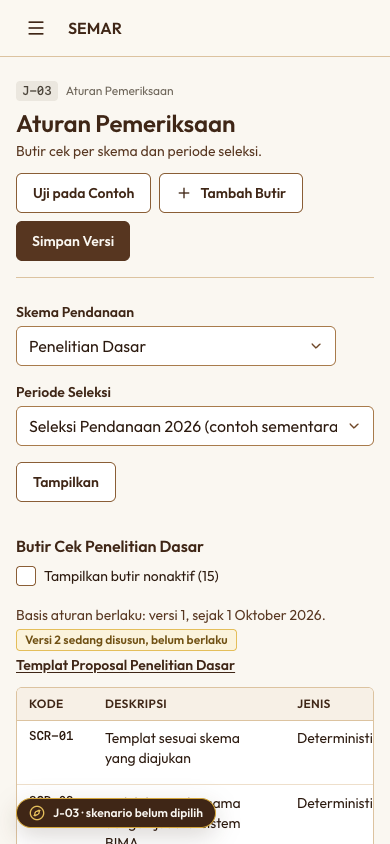 SEMAR
J-03 Aturan Pemeriksaan
Aturan Pemeriksaan
Butir cek per skema dan periode seleksi.
Uji pada Contoh
Tambah Butir
Simpan Versi
Skema Pendanaan
Penelitian Dasar
Periode Seleksi
Seleksi Pendanaan 2026 (contoh sementara
Tampilkan
Butir Cek Penelitian Dasar
Tampilkan butir nonaktif (15)
Basis aturan berlaku: versi 1, sejak 1 Oktober 2026.
Versi 2 sedang disusun, belum berlaku
Templat Proposal Penelitian Dasar
KODE DESKRIPSI JENIS
SCR-01 Templat sesuai skema Deterministi
yang diajukan
Deterministi
J-03 · skenario belum dipilih
BIMA